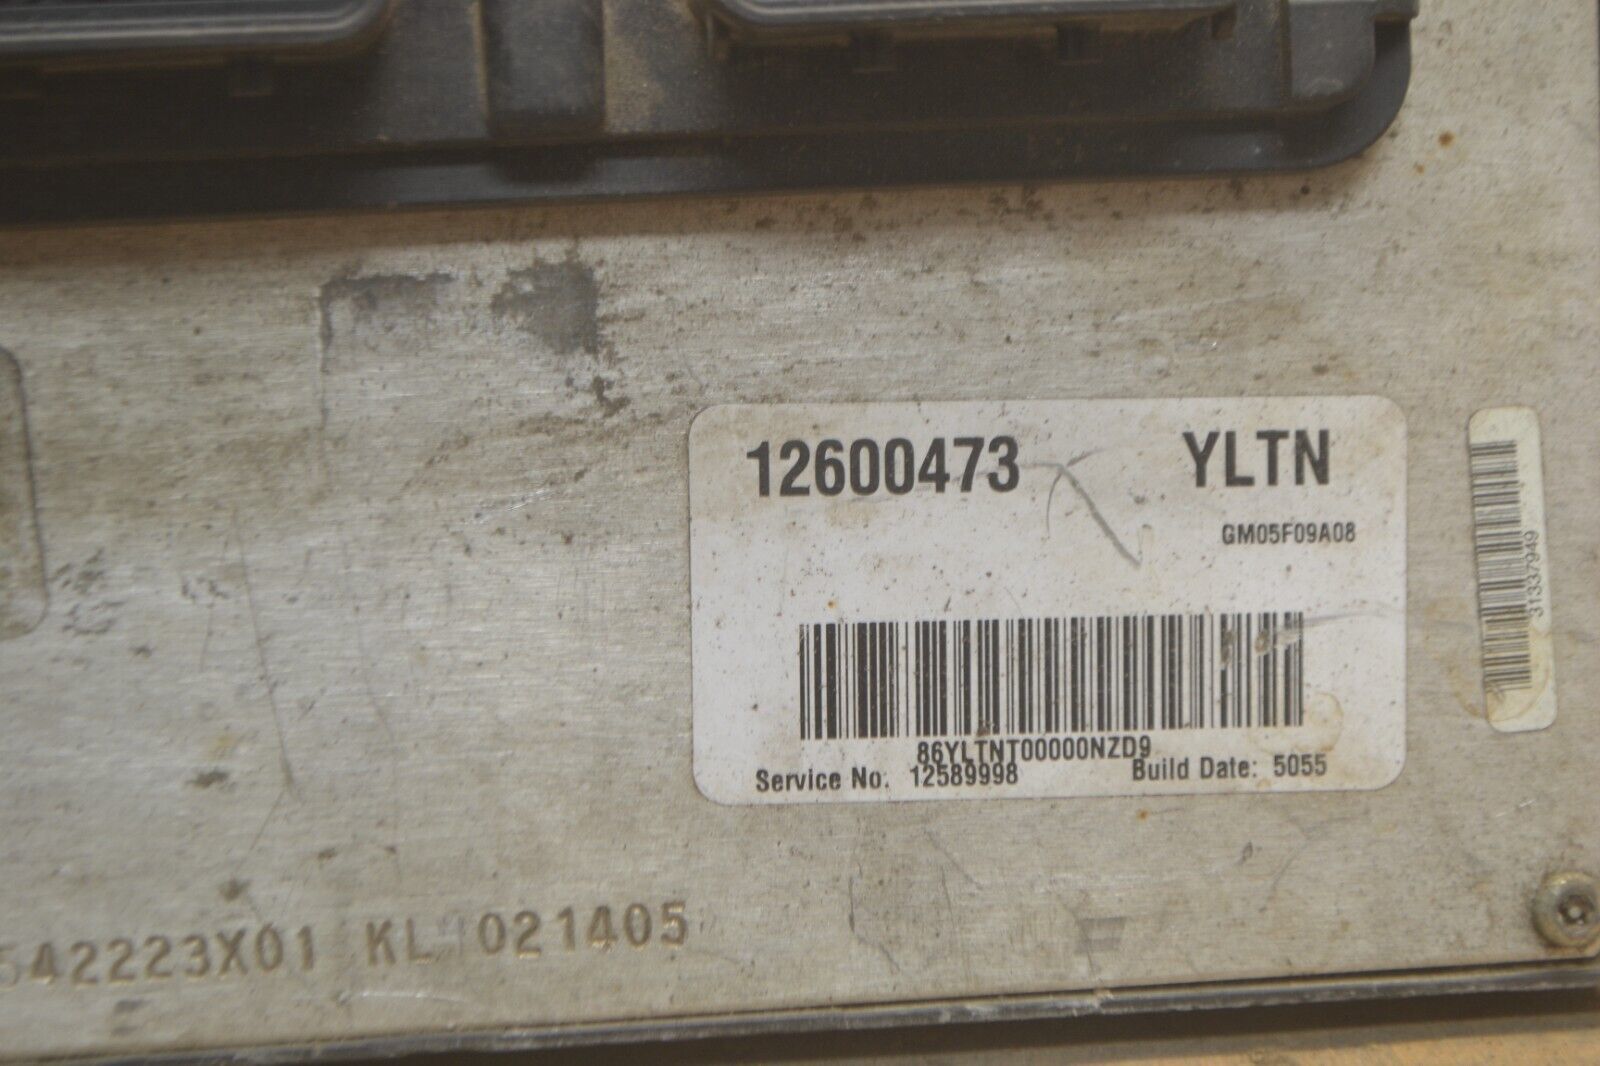 12600473 YLTN
GM05F09A08
86YLTNT00000NZD9
Service No. 12589998 Build Date: 5055
31337949
542223X01 KL 021405